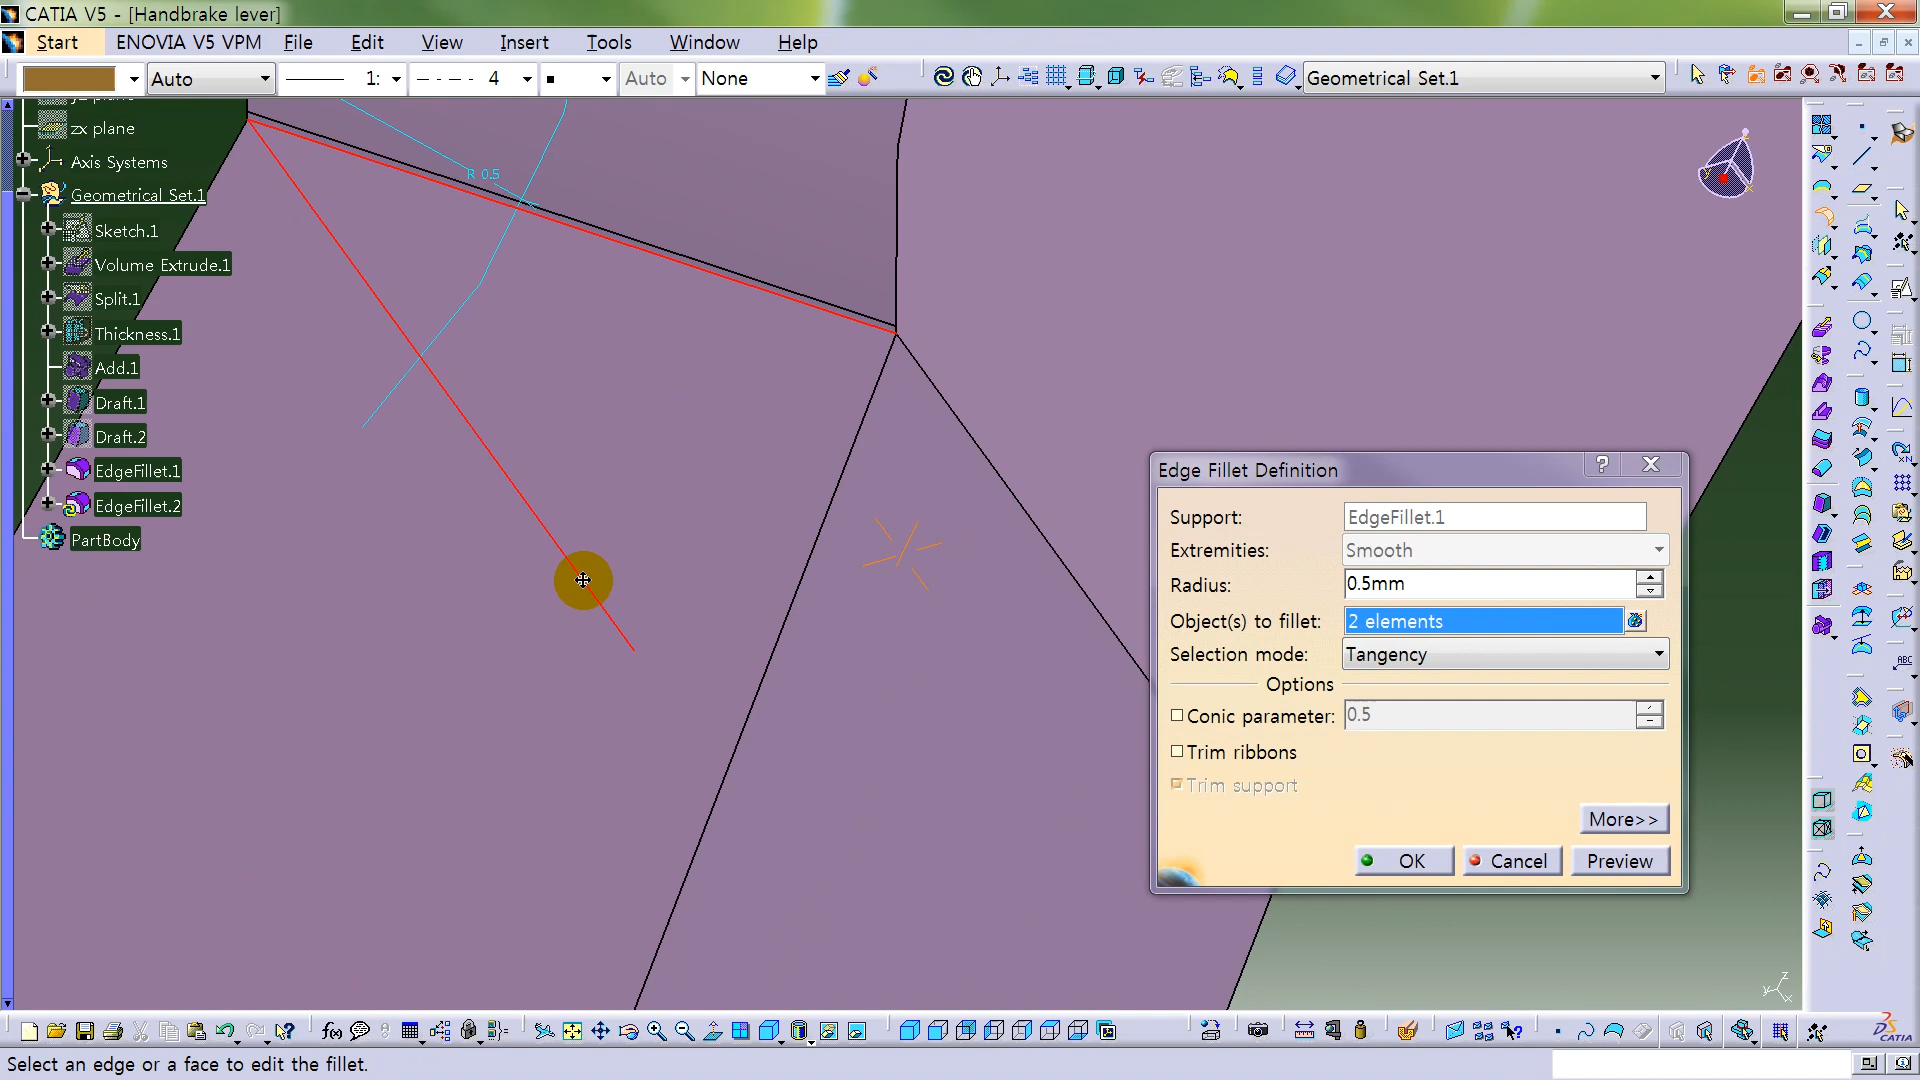 CATIA V5 - [Handbrake lever]
Start ENOVIA V5 VPM File Edit View Insert Tools Window Help
Auto 1: 4 Auto None Geometrical Set.1
zx plane
Axis Systems
Geometrical Set.1
Sketch.1
Volume Extrude.1
Split.1
Thickness.1
Add.1
Draft.1
Draft.2
EdgeFillet.1
EdgeFillet.2
PartBody
R 0.5
Edge Fillet Definition
Support: EdgeFillet.1
Extremities: Smooth
Radius: 0.5mm
Object(s) to fillet: 2 elements
Selection mode: Tangency
Options
Conic parameter: 0.5
Trim ribbons
Trim support
More>>
OK Cancel Preview
Select an edge or a face to edit the fillet.